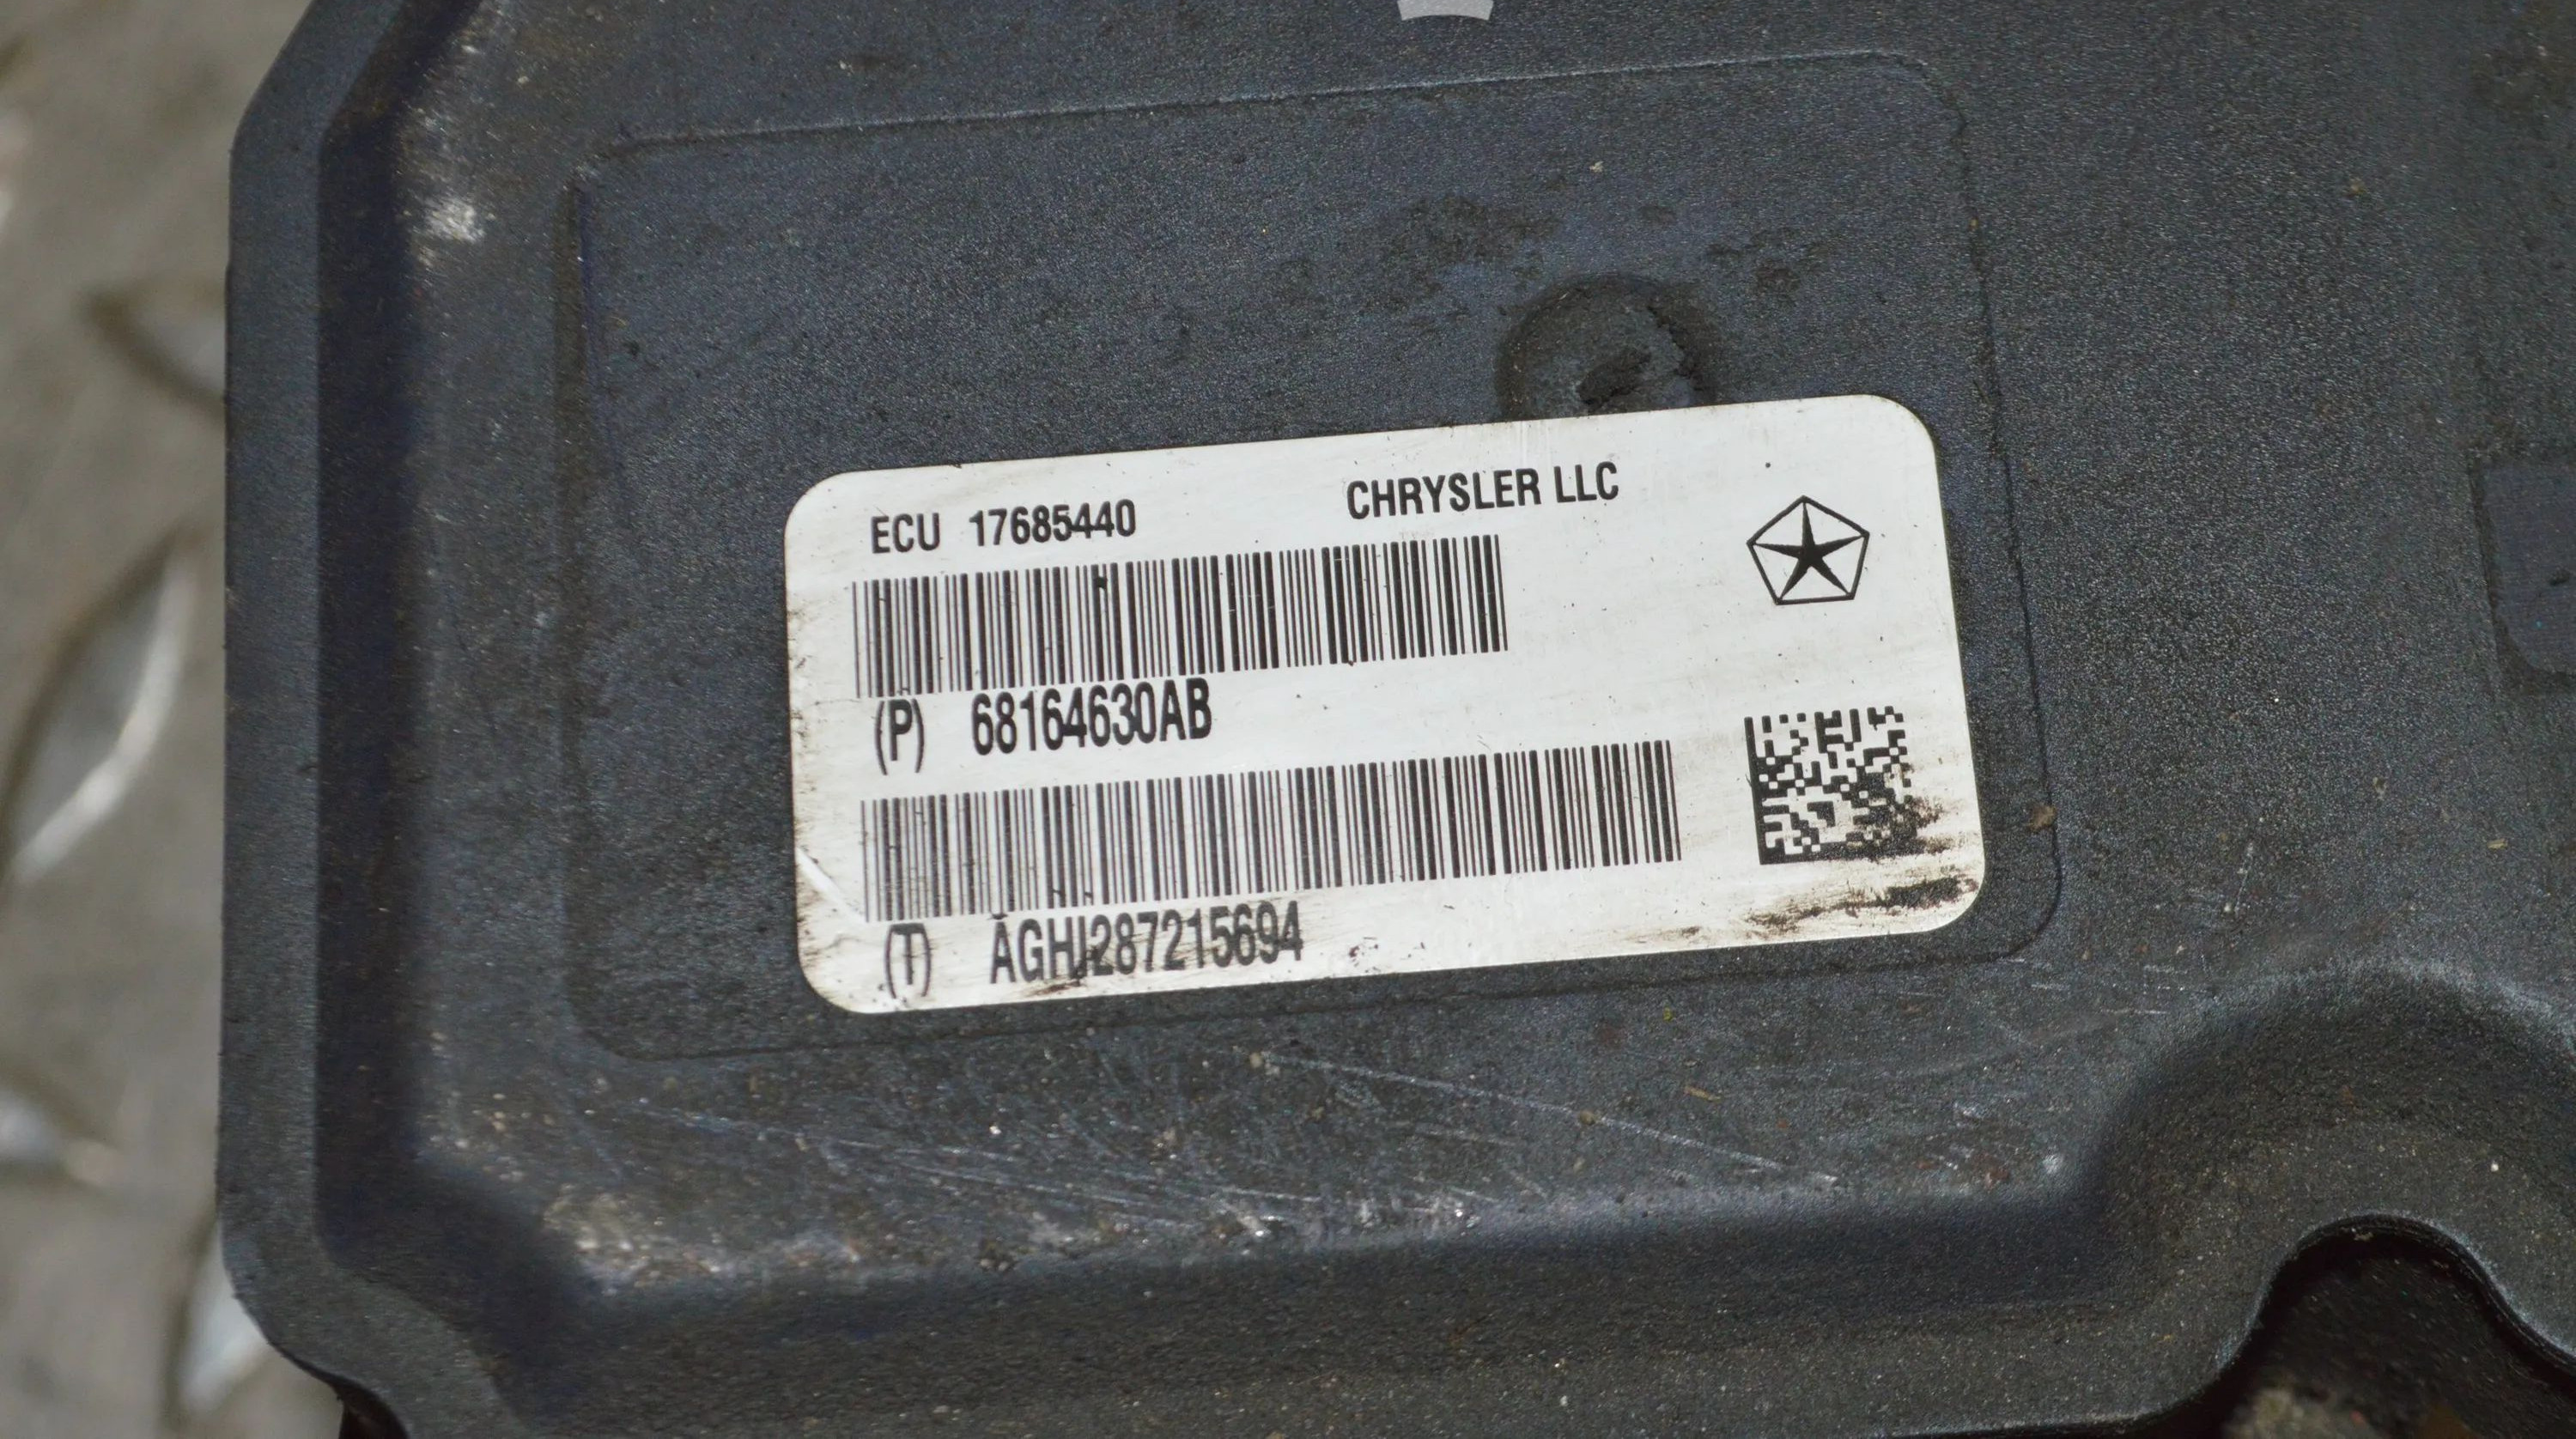 ECU 17685440 CHRYSLER LLC
(P) 68164630AB
(T) AGHJ287215694